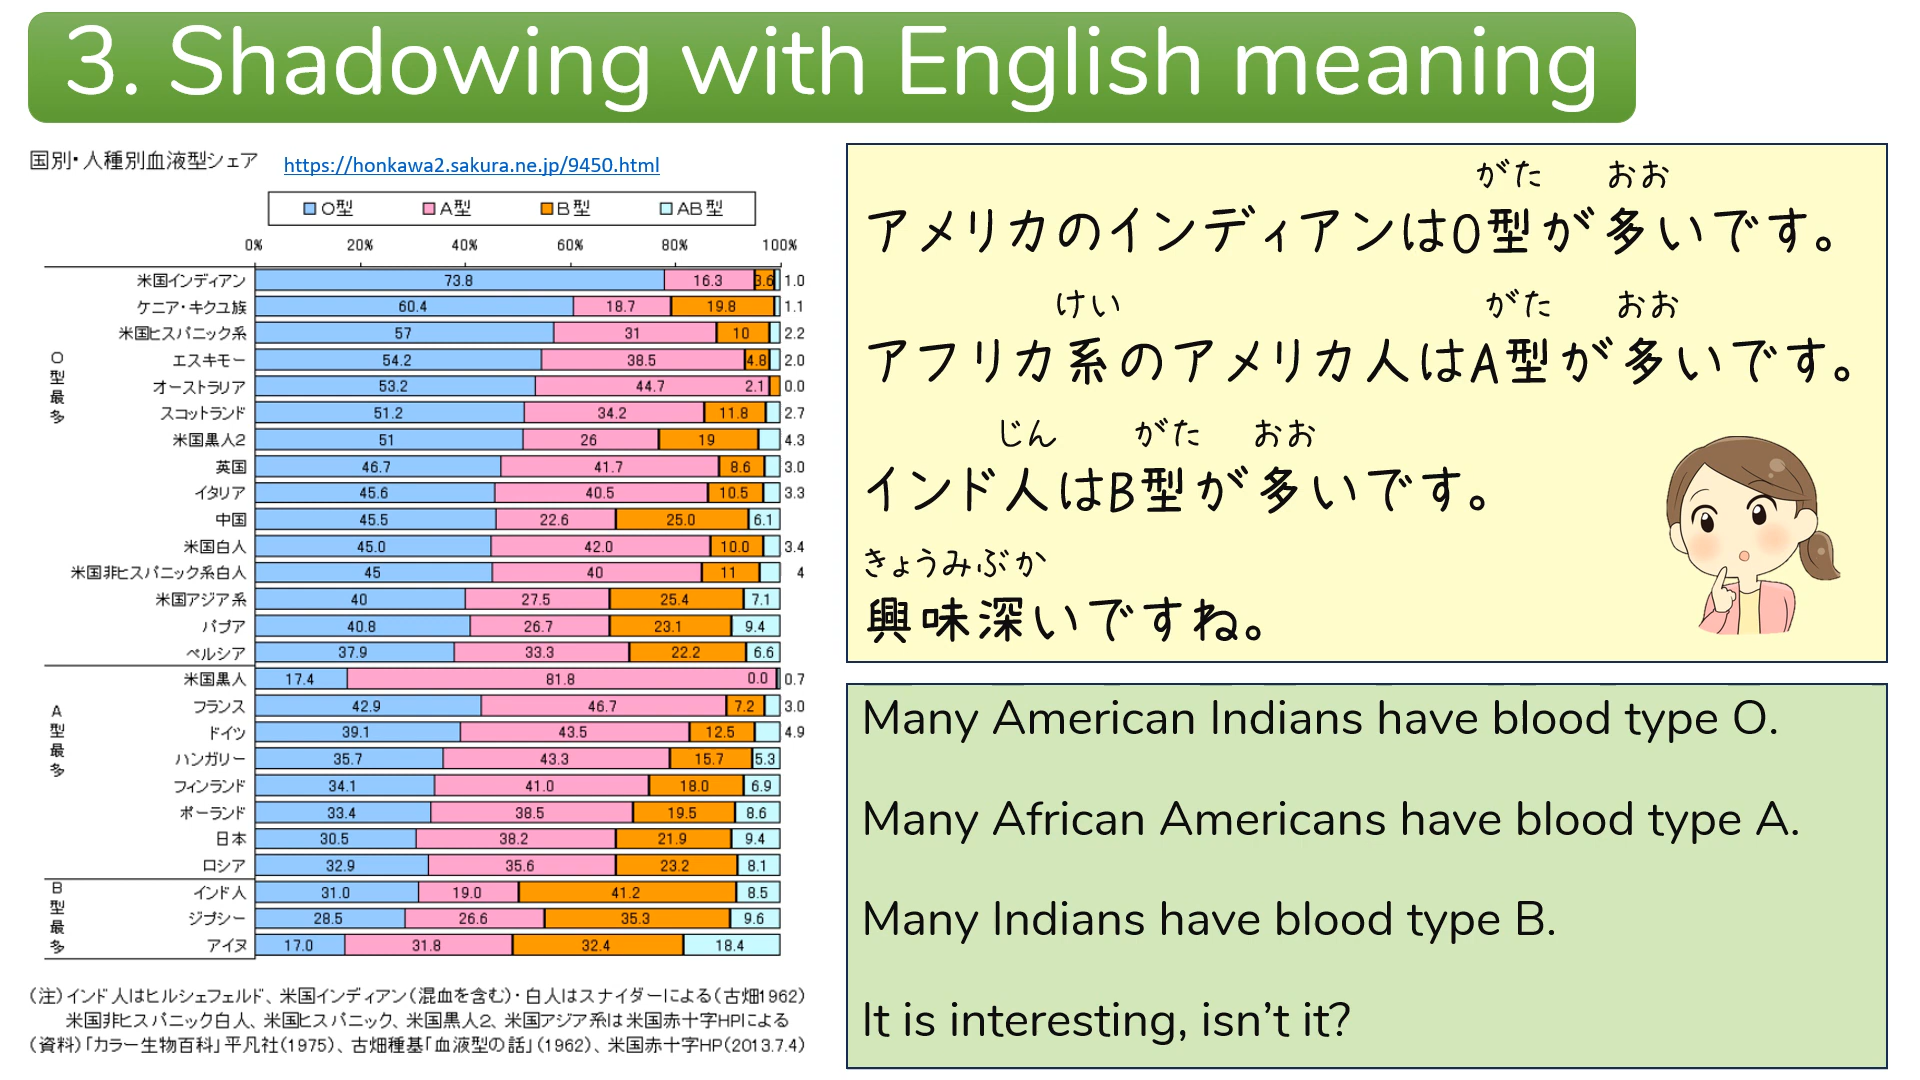 3. Shadowing with English meaning
国別・人種別血液型シェア
https://honkawa2.sakura.ne.jp/9450.html
O型 A型 B型 AB型
0% 20% 40% 60% 80% 100%
O型最多
米国インディアン 73.8 16.3 3.6 1.0
ケニア・キクユ族 60.4 18.7 19.8 1.1
米国ヒスパニック系 57 31 10 2.2
エスキモー 54.2 38.5 4.8 2.0
オーストラリア 53.2 44.7 2.1 0.0
スコットランド 51.2 34.2 11.8 2.7
米国黒人2 51 26 19 4.3
英国 46.7 41.7 8.6 3.0
イタリア 45.6 40.5 10.5 3.3
中国 45.5 22.6 25.0 6.1
米国白人 45.0 42.0 10.0 3.4
米国非ヒスパニック系白人 45 40 11 4
米国アジア系 40 27.5 25.4 7.1
パプア 40.8 26.7 23.1 9.4
ペルシア 37.9 33.3 22.2 6.6
A型最多
米国黒人 17.4 81.8 0.0 0.7
フランス 42.9 46.7 7.2 3.0
ドイツ 39.1 43.5 12.5 4.9
ハンガリー 35.7 43.3 15.7 5.3
フィンランド 34.1 41.0 18.0 6.9
ポーランド 33.4 38.5 19.5 8.6
日本 30.5 38.2 21.9 9.4
ロシア 32.9 35.6 23.2 8.1
B型最多
インド人 31.0 19.0 41.2 8.5
ジプシー 28.5 26.6 35.3 9.6
アイヌ 17.0 31.8 32.4 18.4
(注)インド人はヒルシェフェルド、米国インディアン(混血を含む)・白人はスナイダーによる(古畑1962)
米国非ヒスパニック白人、米国ヒスパニック、米国黒人2、米国アジア系は米国赤十字HPによる
(資料)「カラー生物百科」平凡社(1975)、古畑種基「血液型の話」(1962)、米国赤十字HP(2013.7.4)
がた おお
アメリカのインディアンはO型が多いです。
けい がた おお
アフリカ系のアメリカ人はA型が多いです。
じん がた おお
インド人はB型が多いです。
きょうみぶか
興味深いですね。
Many American Indians have blood type O.
Many African Americans have blood type A.
Many Indians have blood type B.
It is interesting, isn't it?